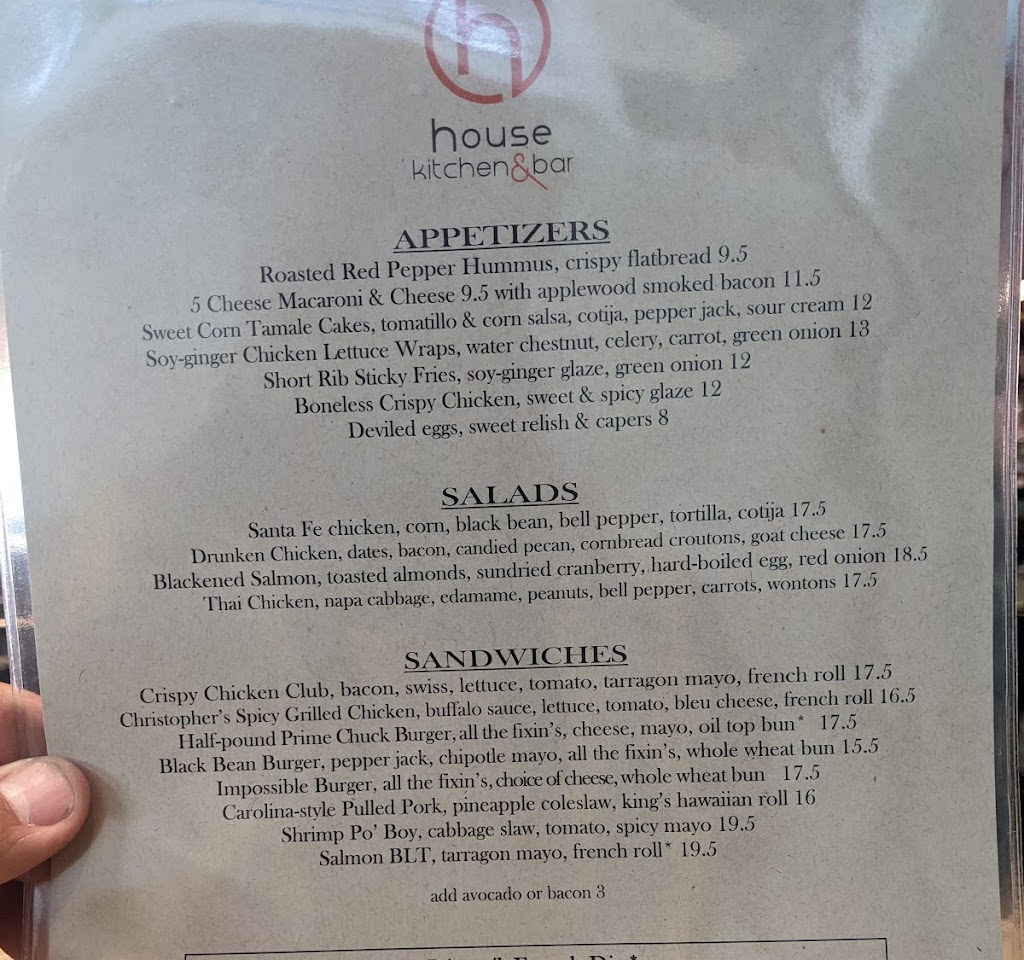 h
house
kitchen&bar
APPETIZERS
Roasted Red Pepper Hummus, crispy flatbread 9.5
5 Cheese Macaroni & Cheese 9.5 with applewood smoked bacon 11.5
Sweet Corn Tamale Cakes, tomatillo & corn salsa, cotija, pepper jack, sour cream 12
Soy-ginger Chicken Lettuce Wraps, water chestnut, celery, carrot, green onion 13
Short Rib Sticky Fries, soy-ginger glaze, green onion 12
Boneless Crispy Chicken, sweet & spicy glaze 12
Deviled eggs, sweet relish & capers 8
SALADS
Santa Fe chicken, corn, black bean, bell pepper, tortilla, cotija 17.5
Drunken Chicken, dates, bacon, candied pecan, cornbread croutons, goat cheese 17.5
Blackened Salmon, toasted almonds, sundried cranberry, hard-boiled egg, red onion 18.5
Thai Chicken, napa cabbage, edamame, peanuts, bell pepper, carrots, wontons 17.5
SANDWICHES
Crispy Chicken Club, bacon, swiss, lettuce, tomato, tarragon mayo, french roll 17.5
Christopher's Spicy Grilled Chicken, buffalo sauce, lettuce, tomato, bleu cheese, french roll 16.5
Half-pound Prime Chuck Burger, all the fixin's, cheese, mayo, oil top bun* 17.5
Black Bean Burger, pepper jack, chipotle mayo, all the fixin's, whole wheat bun 15.5
Impossible Burger, all the fixin's, choice of cheese, whole wheat bun 17.5
Carolina-style Pulled Pork, pineapple coleslaw, king's hawaiian roll 16
Shrimp Po' Boy, cabbage slaw, tomato, spicy mayo 19.5
Salmon BLT, tarragon mayo, french roll* 19.5
add avocado or bacon 3